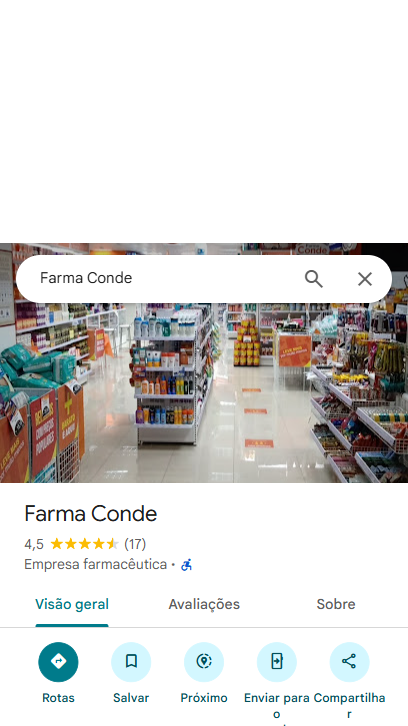 Conde
Farma Conde
Farma Conde
4,5 (17)
Empresa farmacêutica ·
Visão geral
Avaliações
Sobre
Rotas
Salvar
Próximo
Enviar para o
Compartilhar